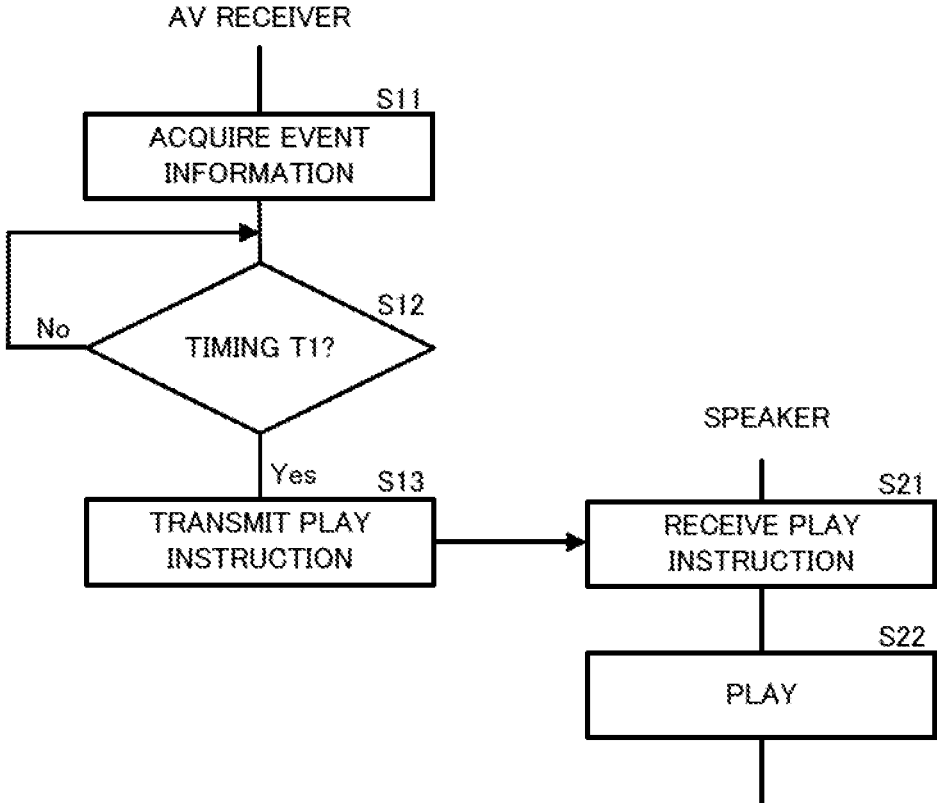 AV RECEIVER
S11
ACQUIRE EVENT
INFORMATION
S12
No
TIMING T1?
Yes
S13
TRANSMIT PLAY
INSTRUCTION
SPEAKER
S21
RECEIVE PLAY
INSTRUCTION
S22
PLAY